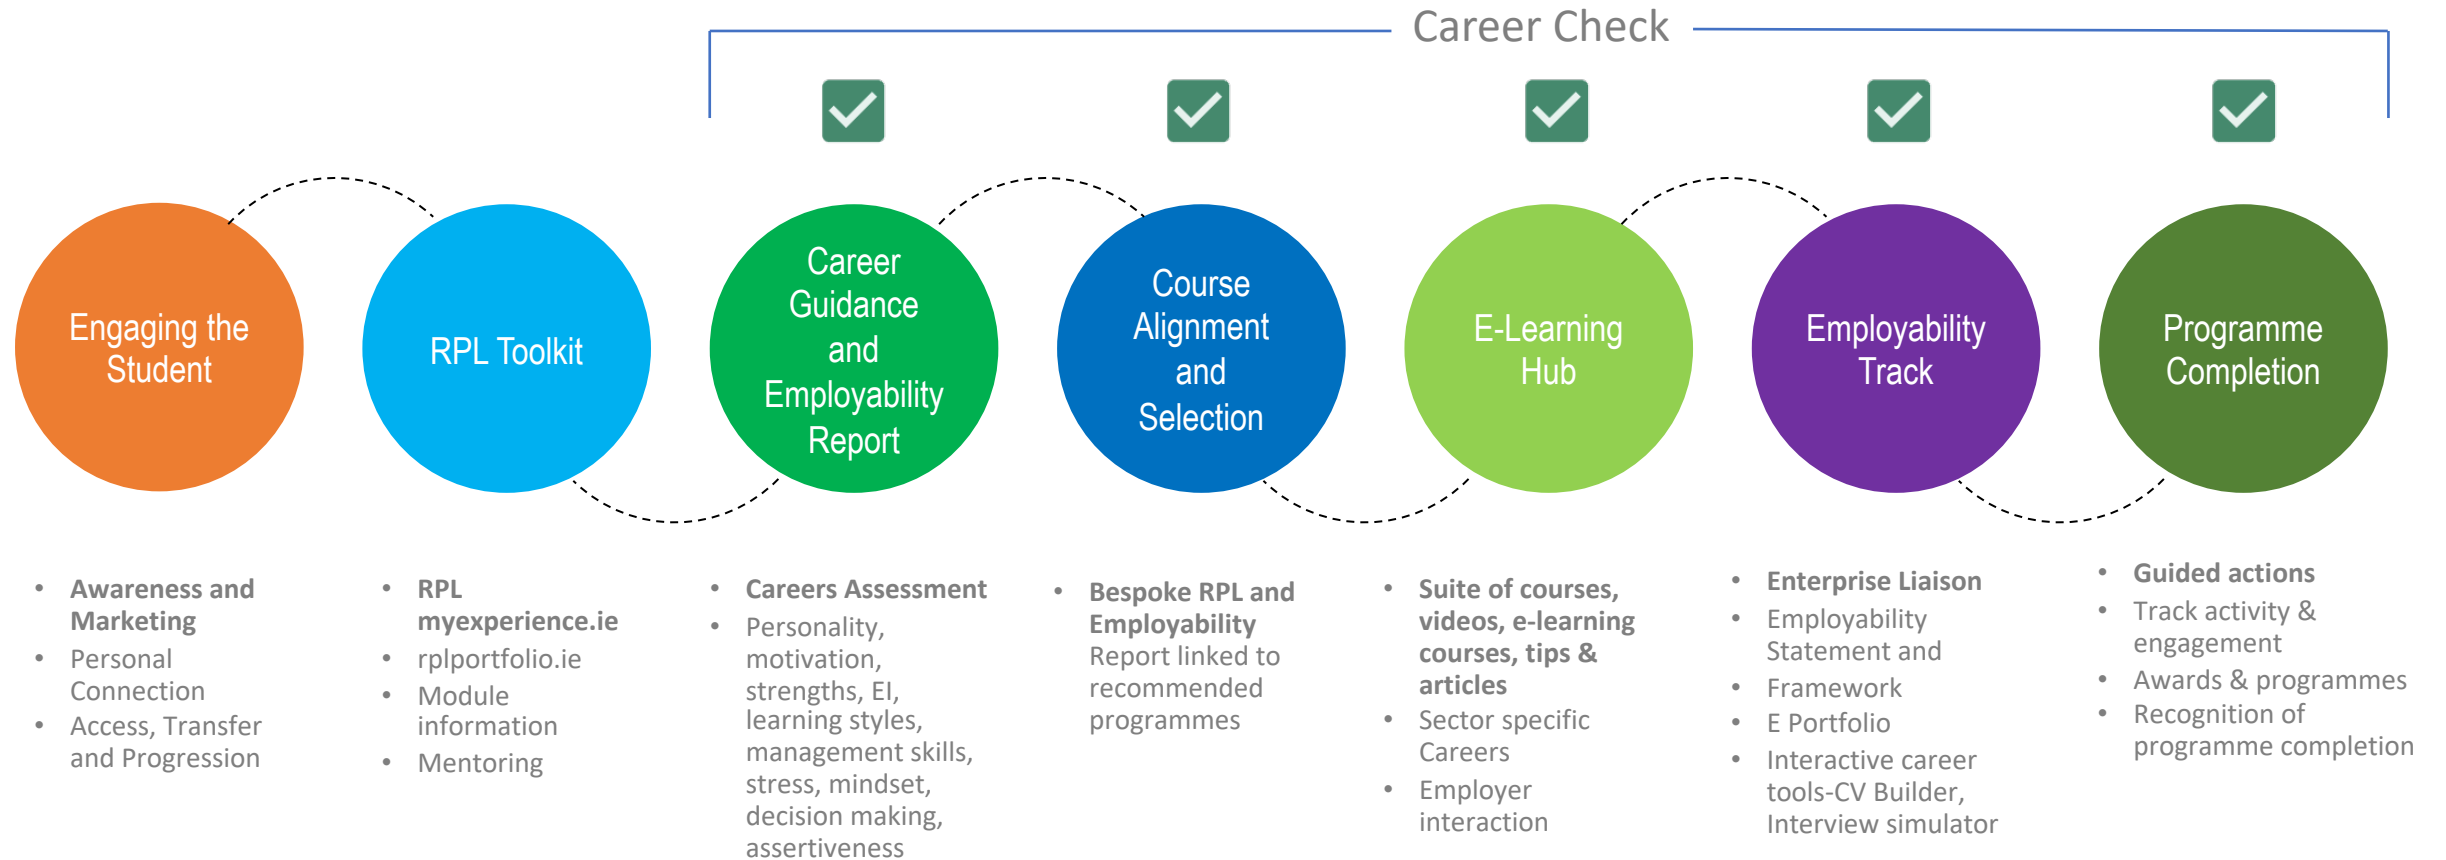 Career Check
Engaging the
Student
RPL Toolkit
Career
Guidance
and
Employability
Report
Course
Alignment
and
Selection
E-Learning
Hub
Employability
Track
Programme
Completion
• Awareness and
Marketing
• Personal
Connection
• Access, Transfer
and Progression
• RPL
myexperience.ie
• rplportfolio.ie
• Module
information
• Mentoring
• Careers Assessment
• Personality,
motivation,
strengths, EI,
learning styles,
management skills,
stress, mindset,
decision making,
assertiveness
• Bespoke RPL and
Employability
Report linked to
recommended
programmes
• Suite of courses,
videos, e-learning
courses, tips &
articles
• Sector specific
Careers
• Employer
interaction
• Enterprise Liaison
• Employability
Statement and
• Framework
• E Portfolio
• Interactive career
tools-CV Builder,
Interview simulator
• Guided actions
• Track activity &
engagement
• Awards & programmes
• Recognition of
programme completion